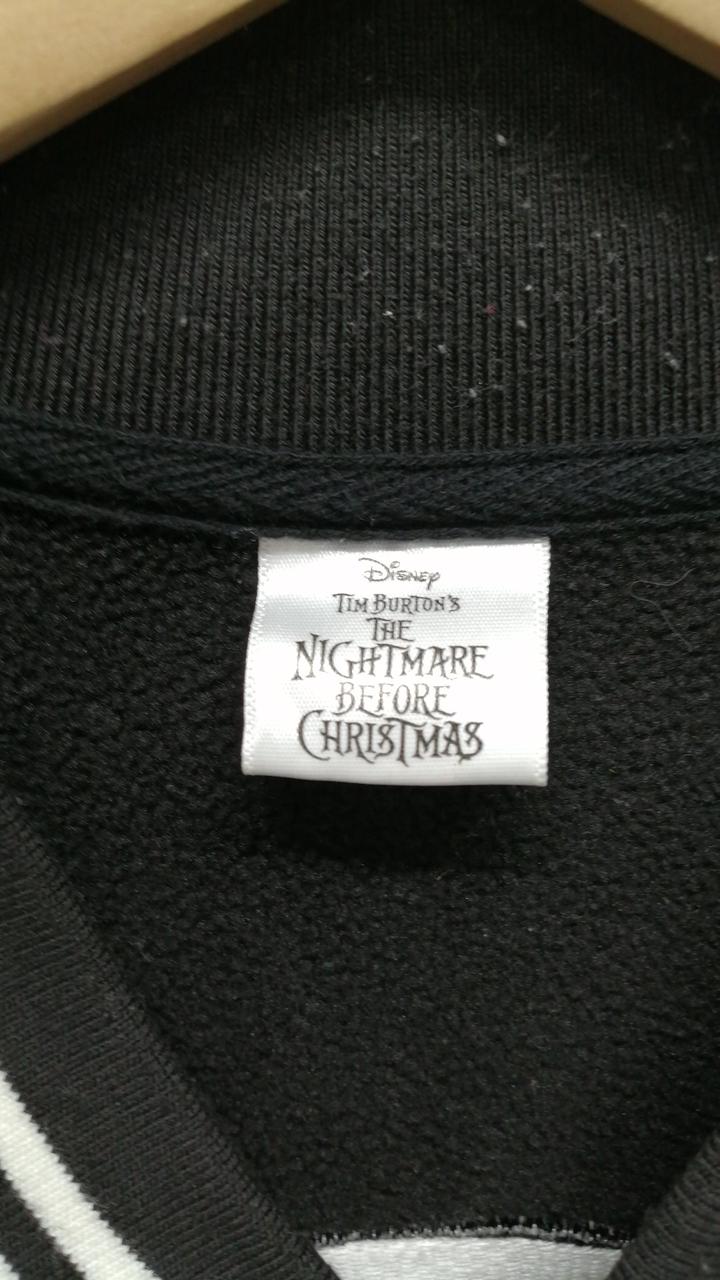 Disney
TIM BURTON'S
THE
NIGHTMARE
BEFORE
CHRISTMAS